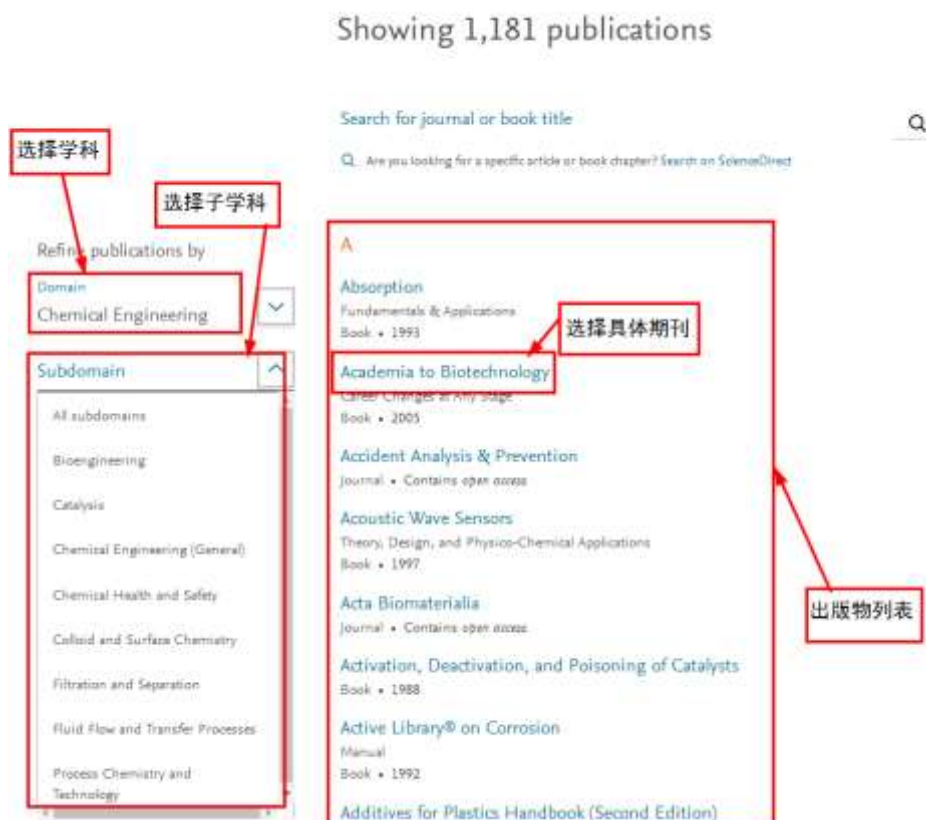 Showing 1,181 publications
Search for journal or book title
Are you looking for a specific article or book chapter? Search on ScienceDirect
选择学科
选择子学科
Refine publications by
Domain
Chemical Engineering
Subdomain
All subdomains
Bioengineering
Catalysis
Chemical Engineering (General)
Chemical Health and Safety
Colloid and Surface Chemistry
Filtration and Separation
Fluid Flow and Transfer Processes
Process Chemistry and
Technology
A
Absorption
Fundamentals & Applications
Book • 1993
选择具体期刊
Academia to Biotechnology
Career Changes at Any Stage
Book • 2005
Accident Analysis & Prevention
Journal • Contains open access
Acoustic Wave Sensors
Theory, Design, and Physico-Chemical Applications
Book • 1997
Acta Biomaterialia
Journal • Contains open access
Activation, Deactivation, and Poisoning of Catalysts
Book • 1988
Active Library® on Corrosion
Manual
Book • 1992
Additives for Plastics Handbook (Second Edition)
出版物列表